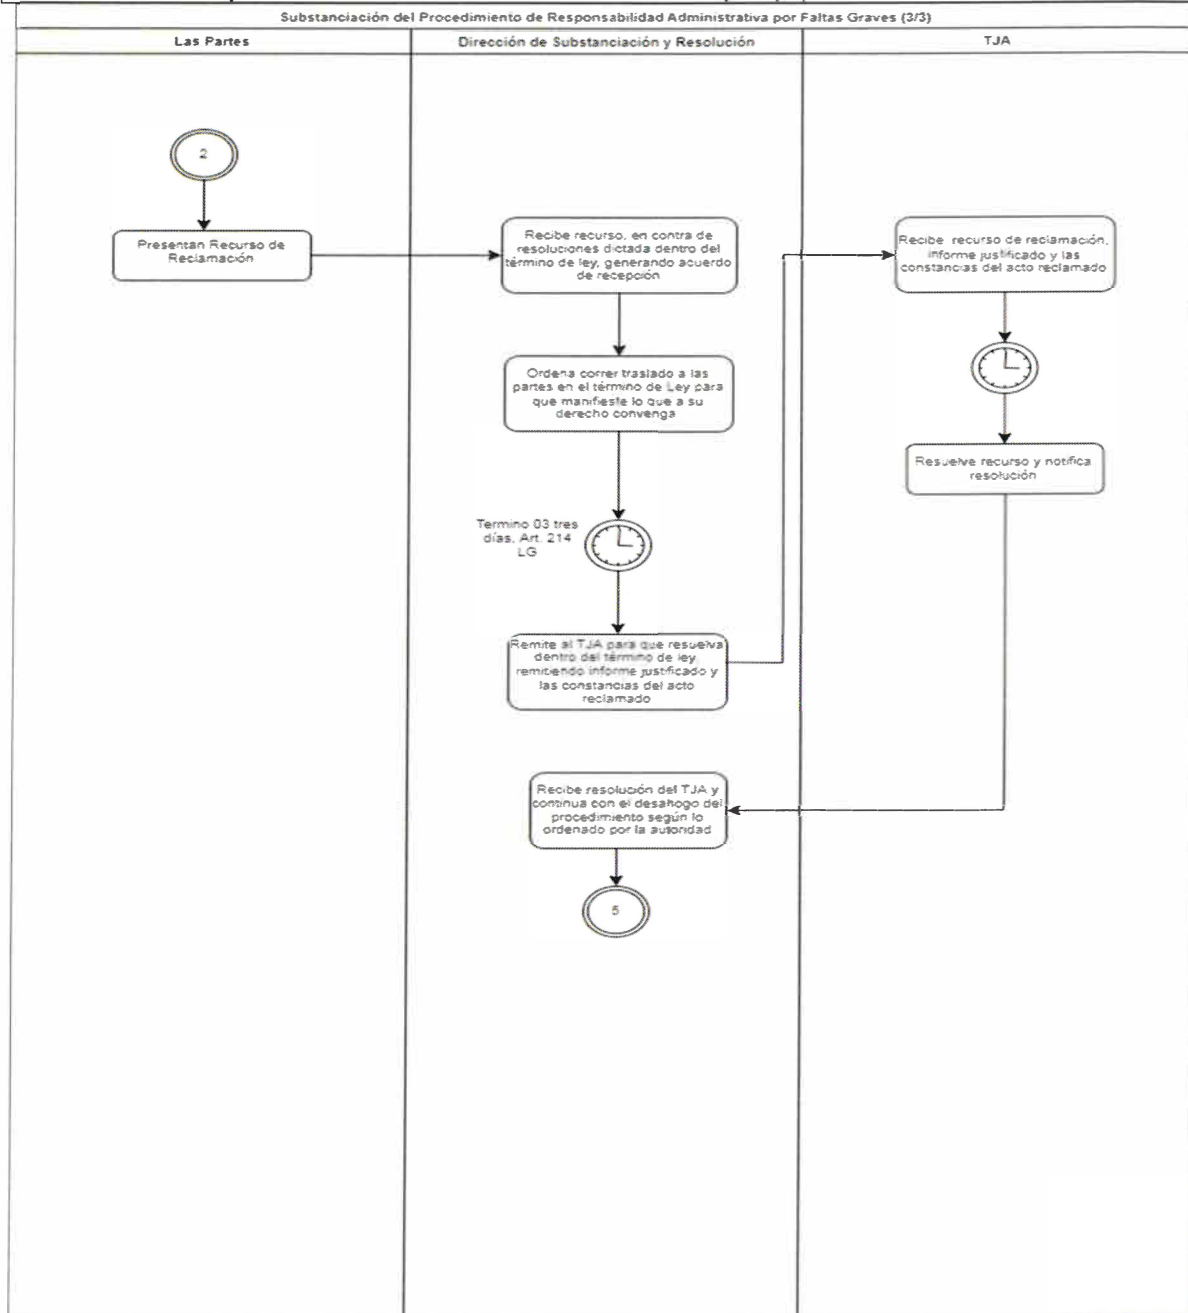 Substanciación del Procedimiento de Responsabilidad Administrativa por Faltas Graves (3/3)
Las Partes
Dirección de Substanciación y Resolución
TJA
2
Presentan Recurso de
Reclamación
Recibe recurso, en contra de
resoluciones dictada dentro del
término de ley, generando acuerdo
de recepción
Recibe recurso de reclamación,
informe justificado y las
constancias del acto reclamado
Ordena correr traslado a las
partes en el término de Ley para
que manifieste lo que a su
derecho convenga
Resuelve recurso y notifica
resolución
Termino 03 tres
días, Art. 214
LG
Remite al TJA para que resuelva
dentro del término de ley
remitiendo informe justificado y
las constancias del acto
reclamado
Recibe resolución del TJA y
continua con el desahogo del
procedimiento según lo
ordenado por la autoridad
5